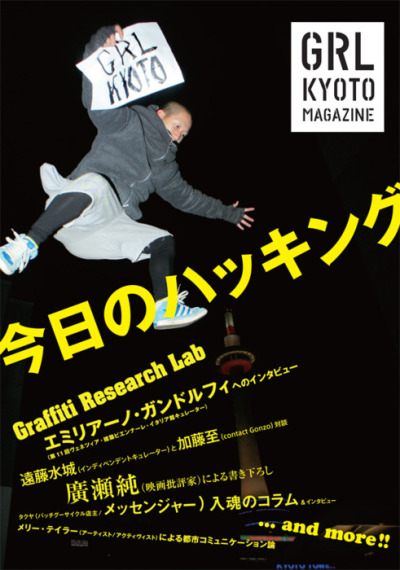 GRL
KYOTO
GRL
KYOTO
MAGAZINE
今日のハッキング
Graffiti Research Lab
エミリアーノ・ガンドルフィへのインタビュー
(第11回ヴェネツィア・建築ビエンナーレ・イタリア館キュレーター)
遠藤水城(インディペンデントキュレーター)と加藤至(contact Gonzo)対談
廣瀬純(映画批評家)による書き下ろし
タクヤ(パッチワークサイクル店主/メッセンジャー)入魂のコラム&インタビュー
メリー・テイラー(アーティスト/アクティヴィスト)による都市コミュニケーション論
... and more!!
KYOTO TOWER